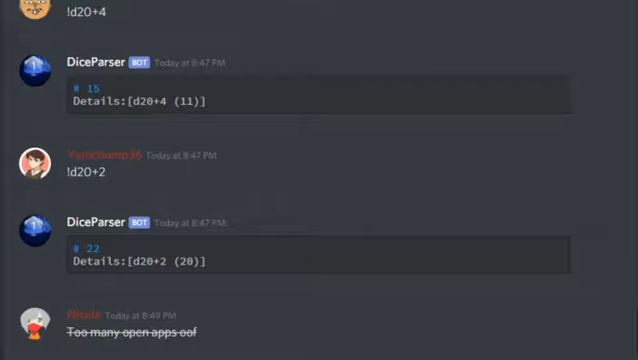 !d20+4
DiceParser BOT Today at 8:47 PM
# 15
Details:[d20+4 (11)]
Today at 8:47 PM
!d20+2
DiceParser BOT Today at 8:47 PM
# 22
Details:[d20+2 (20)]
Today at 8:49 PM
Too many open apps oof